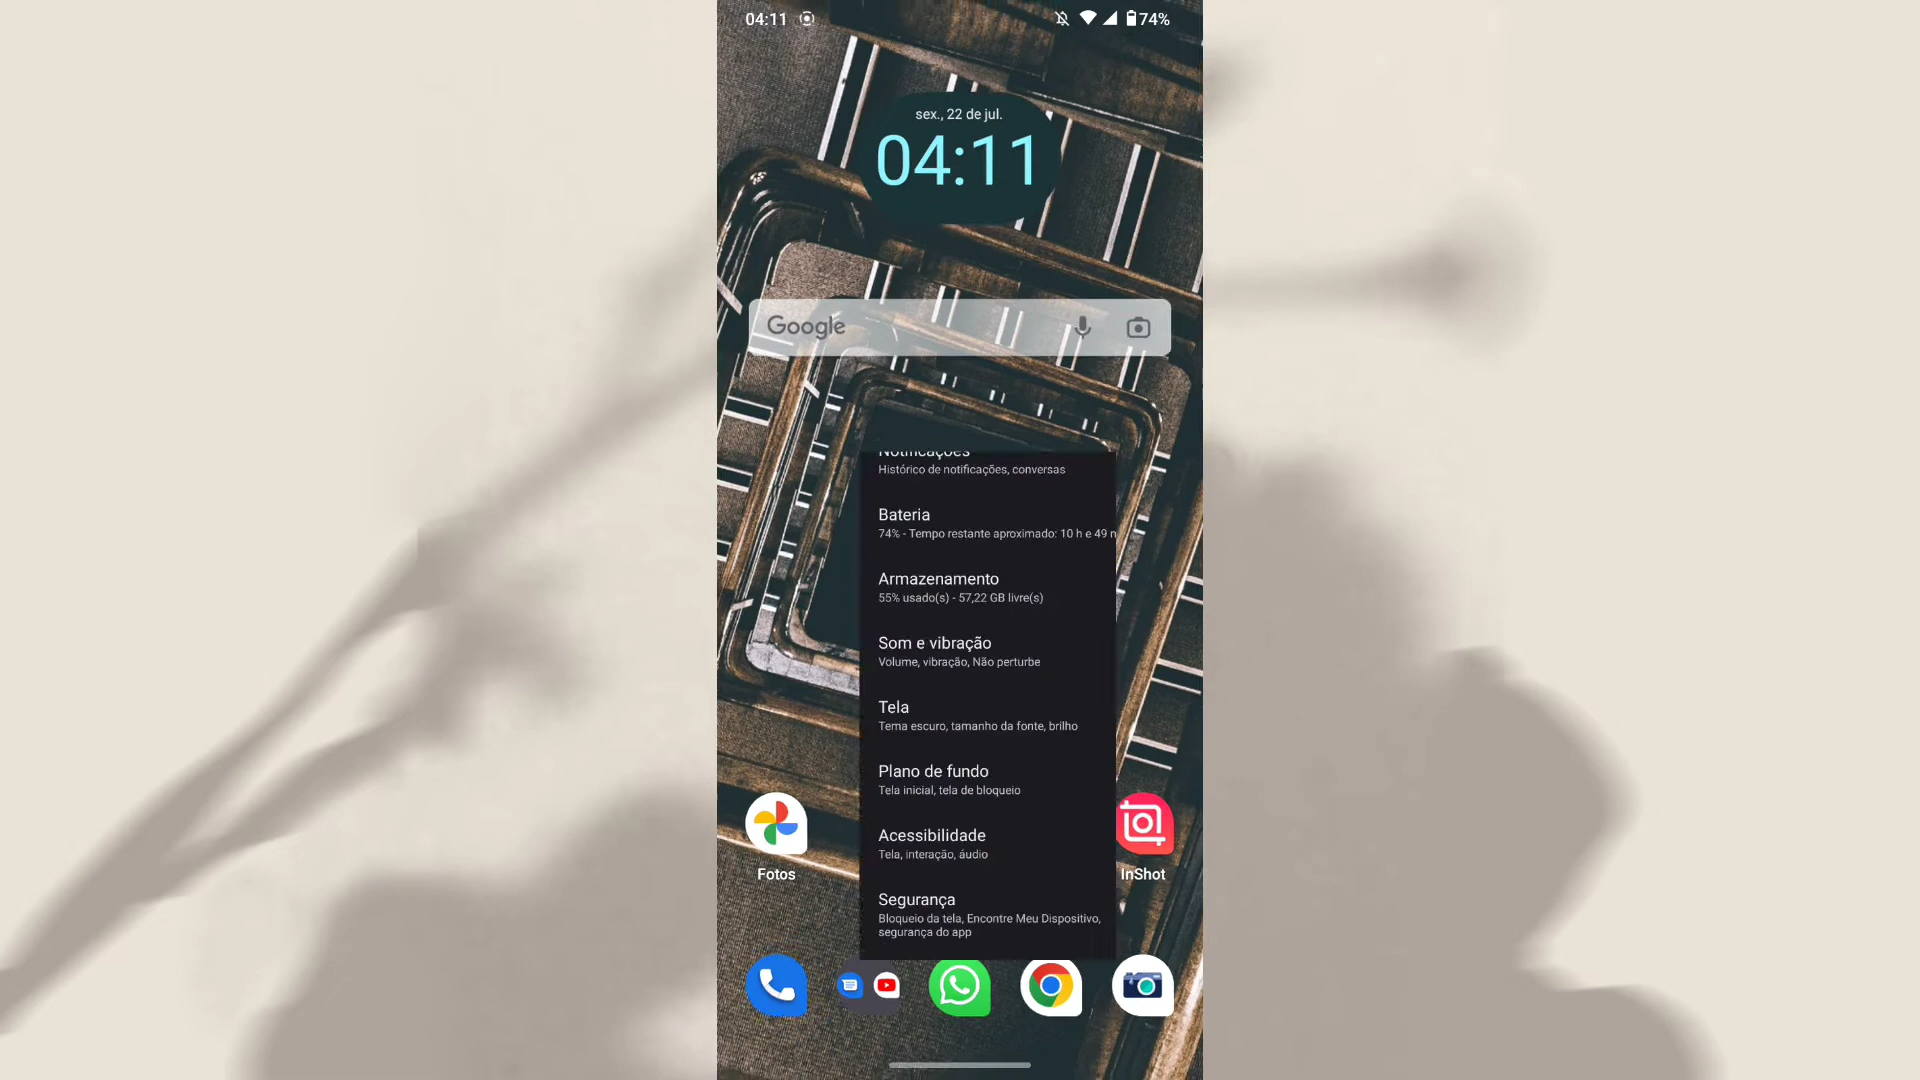 04:11
74%
sex., 22 de jul.
04:11
Google
Notificações
Histórico de notificações, conversas
Bateria
74% - Tempo restante aproximado: 10 h e 49
Armazenamento
55% usado(s) - 57,22 GB livre(s)
Som e vibração
Volume, vibração, Não perturbe
Tela
Tema escuro, tamanho da fonte, brilho
Plano de fundo
Tela inicial, tela de bloqueio
Acessibilidade
Tela, interação, áudio
Segurança
Bloqueio da tela, Encontre Meu Dispositivo,
segurança do app
Fotos
InShot